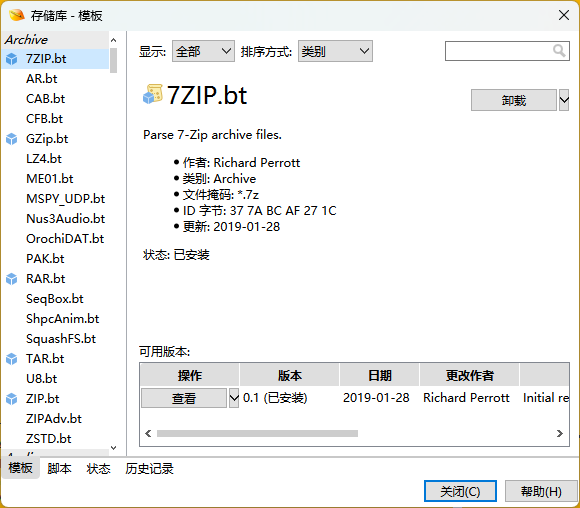 存储库 - 模板
Archive
7ZIP.bt
AR.bt
CAB.bt
CFB.bt
GZip.bt
LZ4.bt
ME01.bt
MSPY_UDP.bt
Nus3Audio.bt
OrochiDAT.bt
PAK.bt
RAR.bt
SeqBox.bt
ShpcAnim.bt
SquashFS.bt
TAR.bt
U8.bt
ZIP.bt
ZIPAdv.bt
ZSTD.bt
显示: 全部 排序方式: 类别
7ZIP.bt
卸载
Parse 7-Zip archive files.
作者: Richard Perrott
类别: Archive
文件掩码: *.7z
ID 字节: 37 7A BC AF 27 1C
更新: 2019-01-28
状态: 已安装
可用版本:
操作 版本 日期 更改作者
查看 0.1 (已安装) 2019-01-28 Richard Perrott Initial re
模板 脚本 状态 历史记录
关闭(C) 帮助(H)